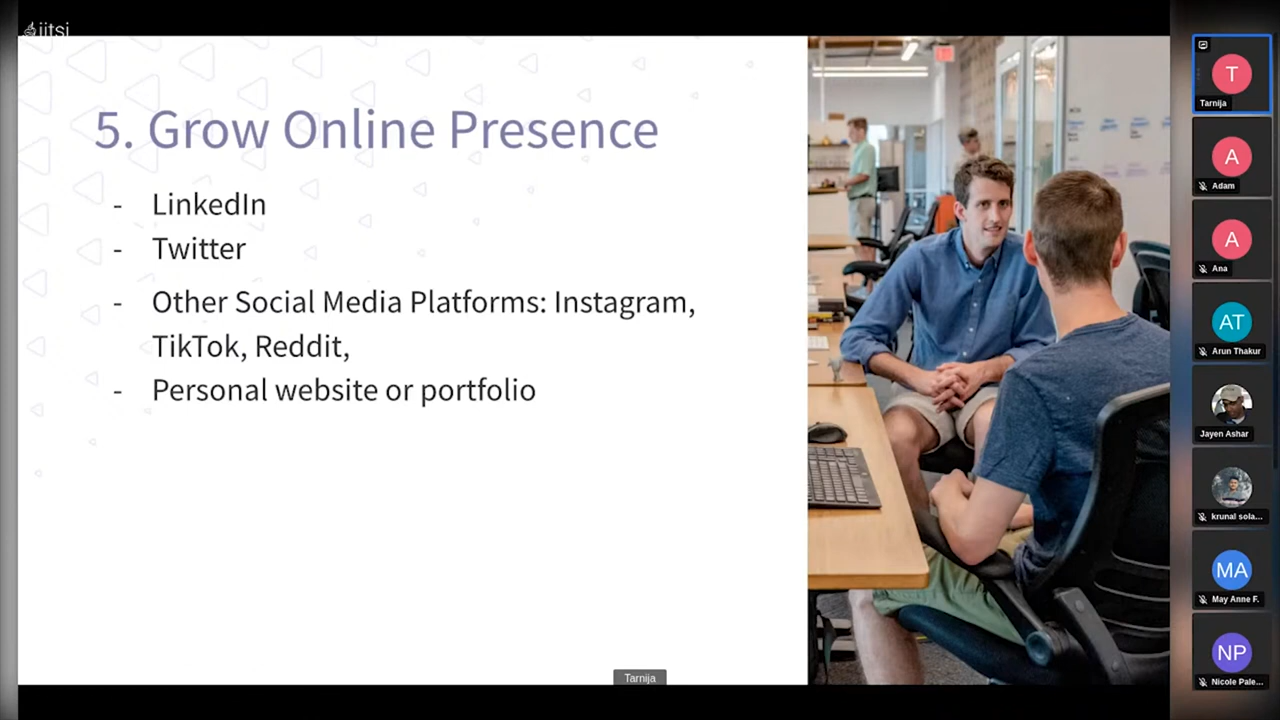 jitsi
5. Grow Online Presence
- LinkedIn
- Twitter
- Other Social Media Platforms: Instagram,
TikTok, Reddit,
- Personal website or portfolio
Tarnija
T
Tarnija
A
Adam
A
Ana
AT
Arun Thakur
Jayen Ashar
krunal sola...
MA
May Anne F.
NP
Nicole Pale...